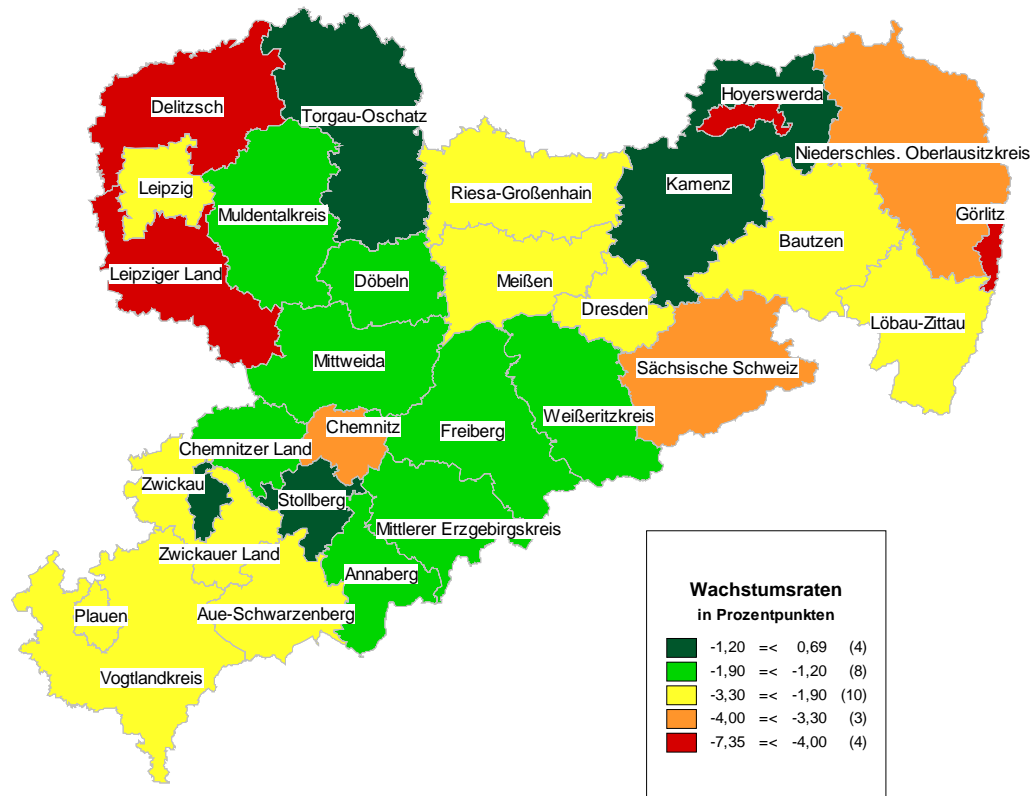 Delitzsch
Torgau-Oschatz
Hoyerswerda
Niederschles. Oberlausitzkreis
Leipzig
Riesa-Großenhain
Kamenz
Muldentalkreis
Görlitz
Bautzen
Leipziger Land
Döbeln
Meißen
Dresden
Löbau-Zittau
Mittweida
Sächsische Schweiz
Weißeritzkreis
Chemnitz
Freiberg
Chemnitzer Land
Zwickau
Stollberg
Mittlerer Erzgebirgskreis
Zwickauer Land
Annaberg
Plauen
Aue-Schwarzenberg
Vogtlandkreis
Wachstumsraten
in Prozentpunkten
-1,20 =< 0,69 (4)
-1,90 =< -1,20 (8)
-3,30 =< -1,90 (10)
-4,00 =< -3,30 (3)
-7,35 =< -4,00 (4)